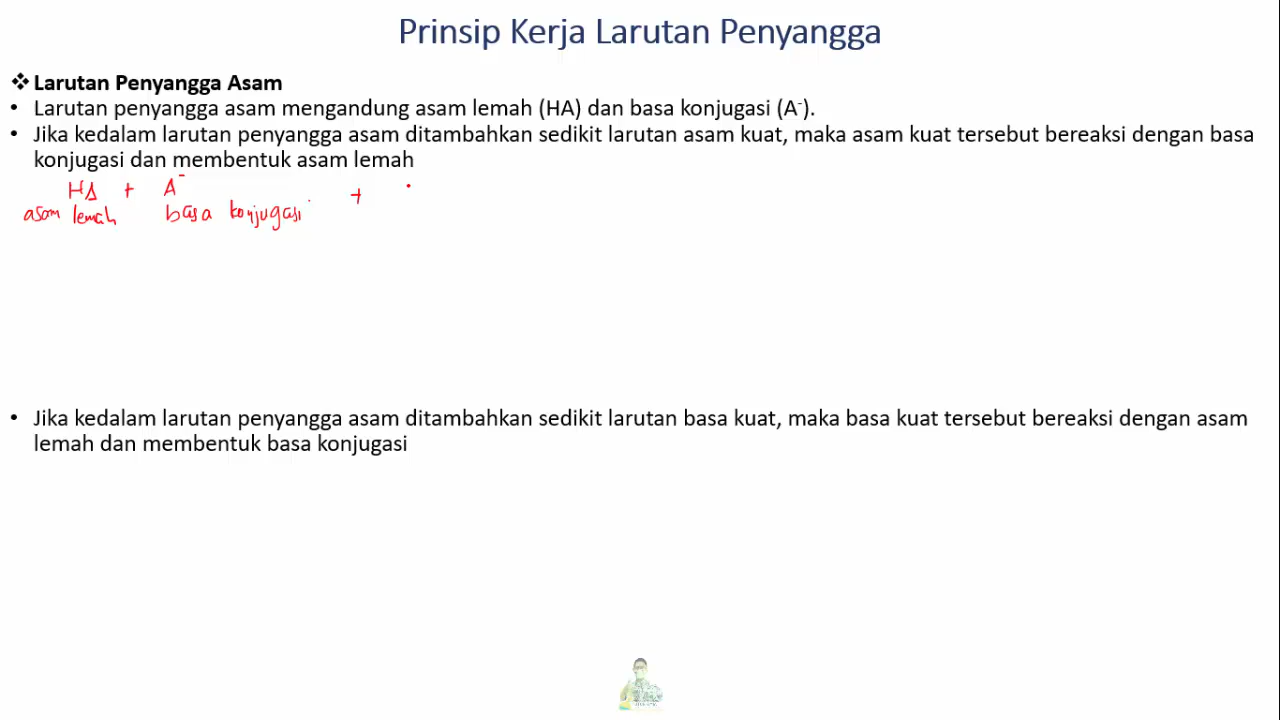 Prinsip Kerja Larutan Penyangga
❖ Larutan Penyangga Asam
• Larutan penyangga asam mengandung asam lemah (HA) dan basa konjugasi (A⁻).
• Jika kedalam larutan penyangga asam ditambahkan sedikit larutan asam kuat, maka asam kuat tersebut bereaksi dengan basa
konjugasi dan membentuk asam lemah
HA + A⁻ +
asam lemah basa konjugasi
• Jika kedalam larutan penyangga asam ditambahkan sedikit larutan basa kuat, maka basa kuat tersebut bereaksi dengan asam
lemah dan membentuk basa konjugasi